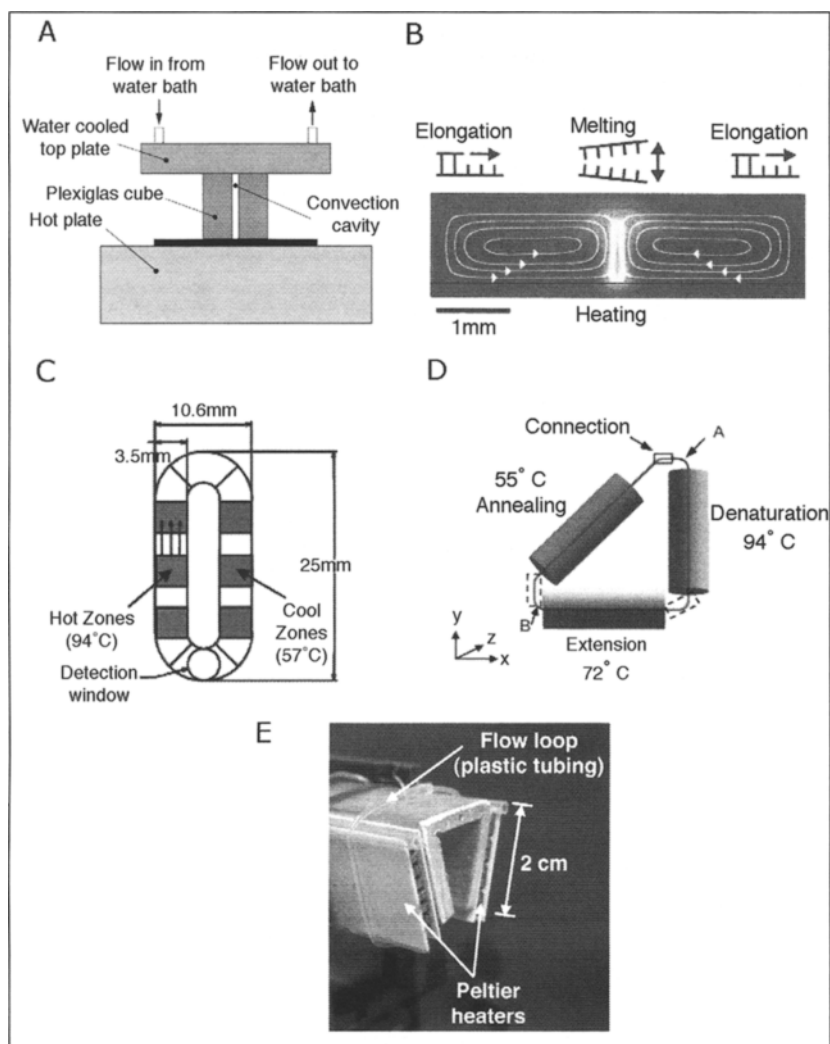 A
Flow in from
water bath
Flow out to
water bath
Water cooled
top plate
Plexiglas cube
Hot plate
Convection
cavity
B
Elongation
Melting
Elongation
Heating
1mm
C
10.6mm
3.5mm
25mm
Hot Zones
(94°C)
Cool
Zones
(57°C)
Detection
window
D
Connection
A
55° C
Annealing
Denaturation
94° C
B
y
z
x
Extension
72° C
E
Flow loop
(plastic tubing)
2 cm
Peltier
heaters